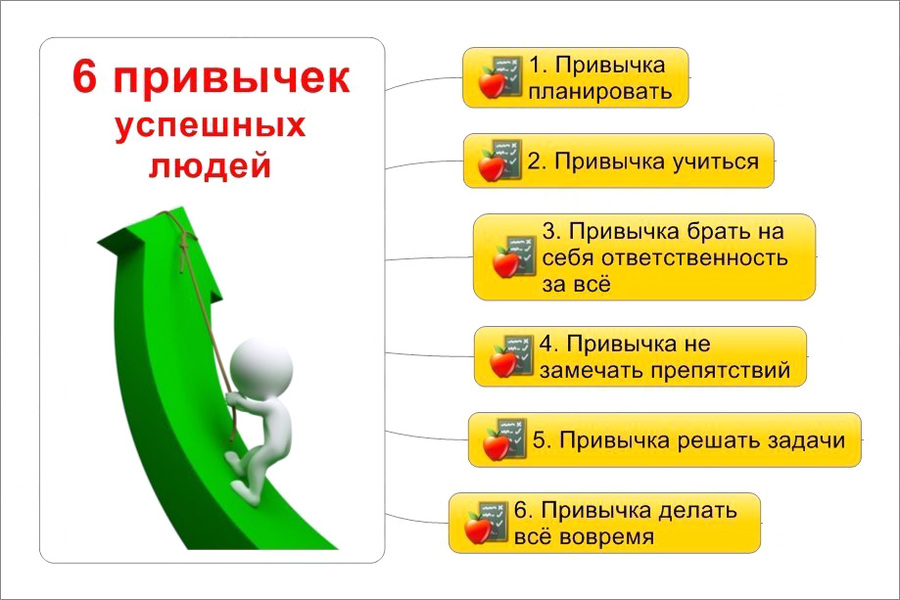 6 привычек
успешных
людей
1. Привычка
планировать
2. Привычка учиться
3. Привычка брать на
себя ответственность
за всё
4. Привычка не
замечать препятствий
5. Привычка решать задачи
6. Привычка делать
всё вовремя